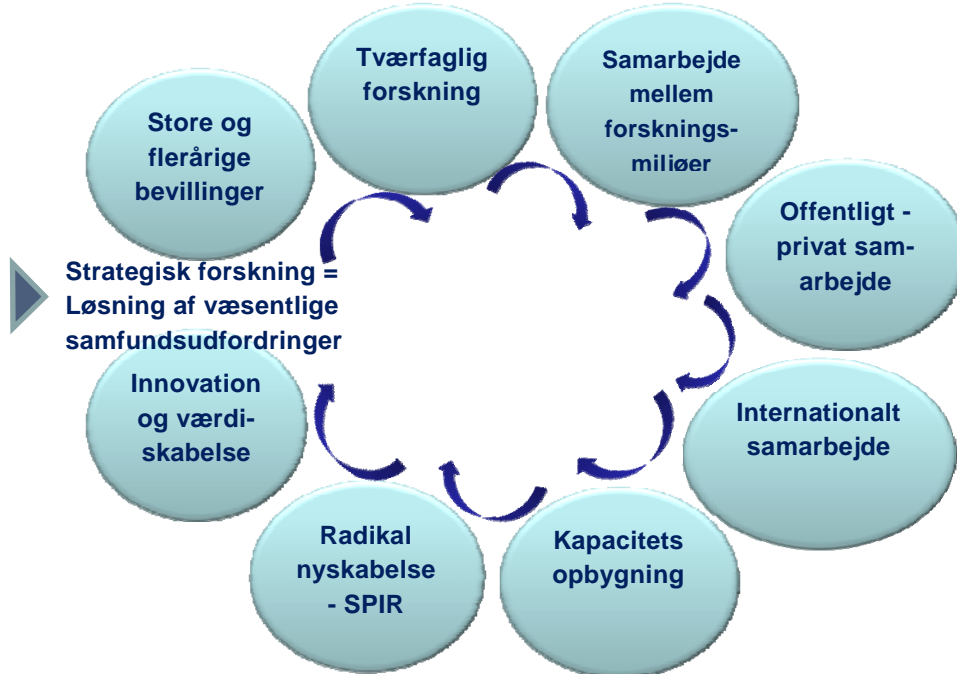 Tværfaglig
forskning
Samarbejde
mellem
forsknings-
miljøer
Store og
flerårige
bevillinger
Offentligt -
privat sam-
arbejde
Strategisk forskning =
Løsning af væsentlige
samfundsudfordringer
Innovation
og værdi-
skabelse
Internationalt
samarbejde
Radikal
nyskabelse
- SPIR
Kapacitets
opbygning